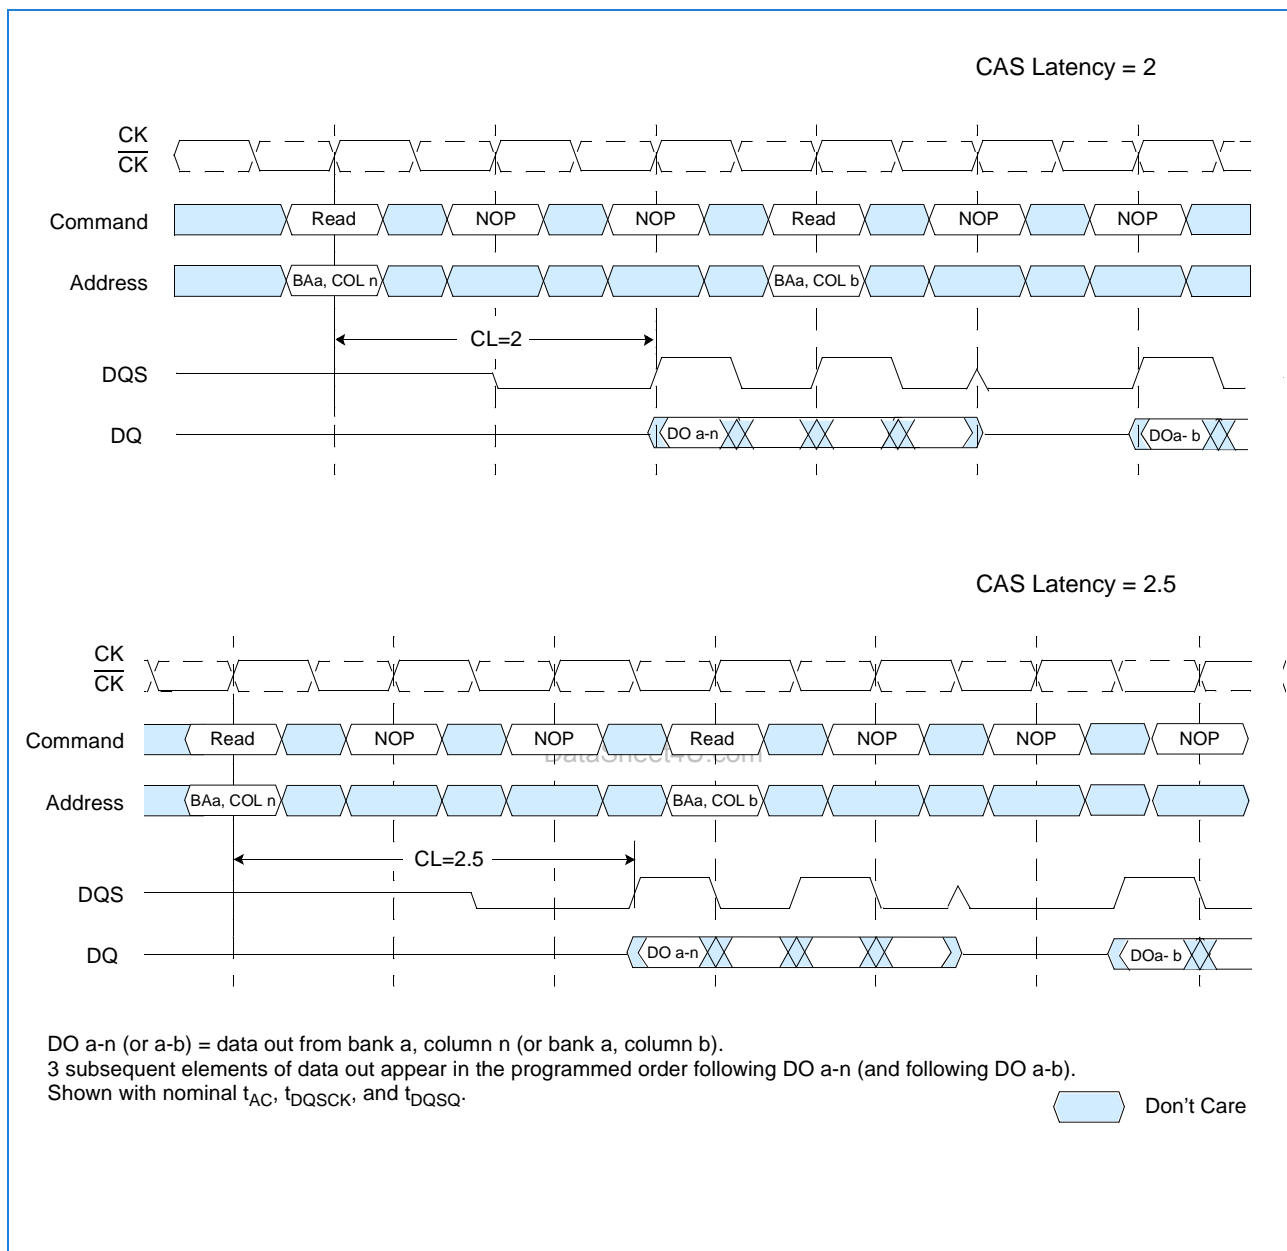 CAS Latency = 2
CK
CK
Command Read NOP NOP Read NOP NOP
Address BAa, COL n BAa, COL b
CL=2
DQS
DQ DO a-n DOa- b
CAS Latency = 2.5
CK
CK
Command Read NOP NOP Read NOP NOP NOP
DataSheet4U.com
Address BAa, COL n BAa, COL b
CL=2.5
DQS
DQ DO a-n DOa- b
DO a-n (or a-b) = data out from bank a, column n (or bank a, column b).
3 subsequent elements of data out appear in the programmed order following DO a-n (and following DO a-b).
Shown with nominal tAC, tDQSCK, and tDQSQ.
Don't Care